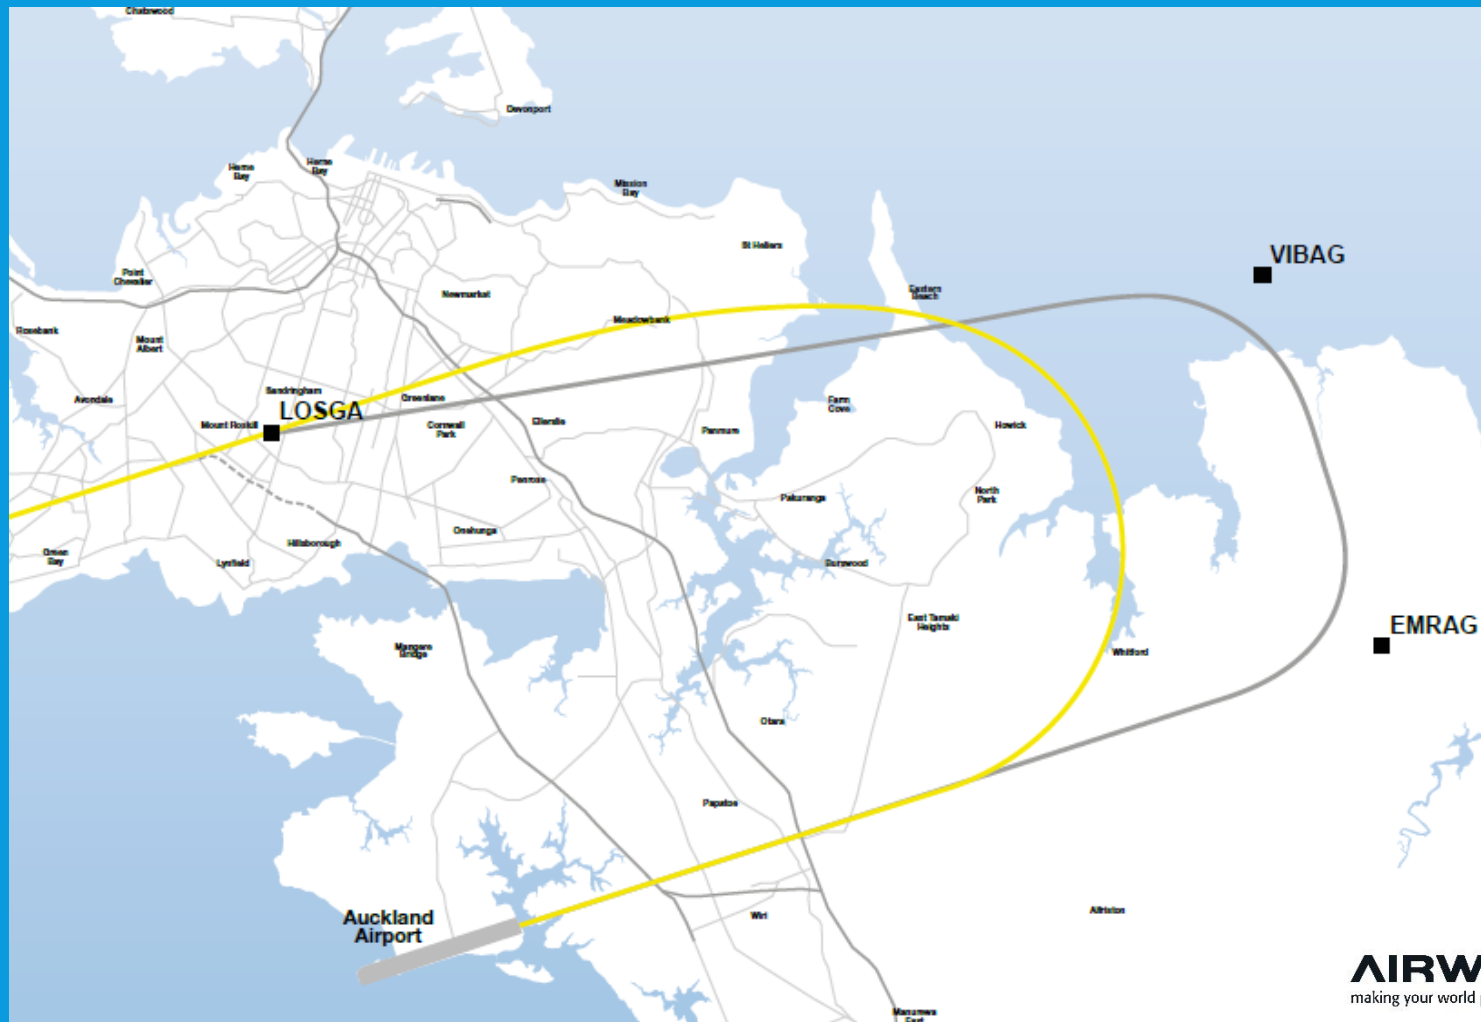 Chatswood
Devonport
Herne
Bay
Herne
Bay
Mission
Bay
St Heliers
VIBAG
Point
Chevalier
Newmarket
Eastern
Beach
Rosebank
Mount
Albert
Meadowbank
Avondale
Sandringham
Greenlane
LOSGA
Mount Roskill
Cornwall
Park
Ellerslie
Panmure
Farm
Cove
Howick
Penrose
Pakuranga
North
Park
Onehunga
Hillsborough
Green
Bay
Lynfield
Burswood
East Tamaki
Heights
EMRAG
Mangere
Bridge
Whitford
Otara
Papatoe
Auckland
Airport
Wiri
Alfriston
AIRW
making your world p
Manurewa
East